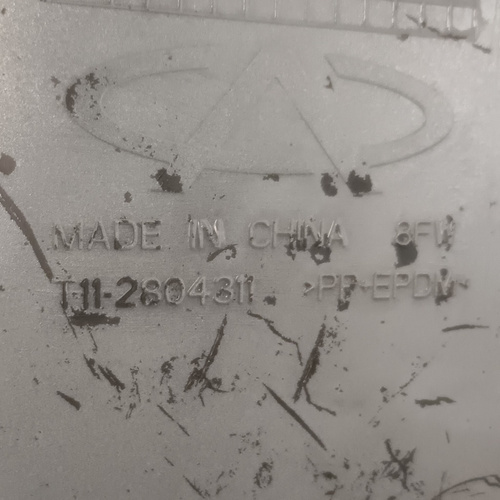 MADE IN CHINA 8FW
T11-2804311 >PP+EPDM<